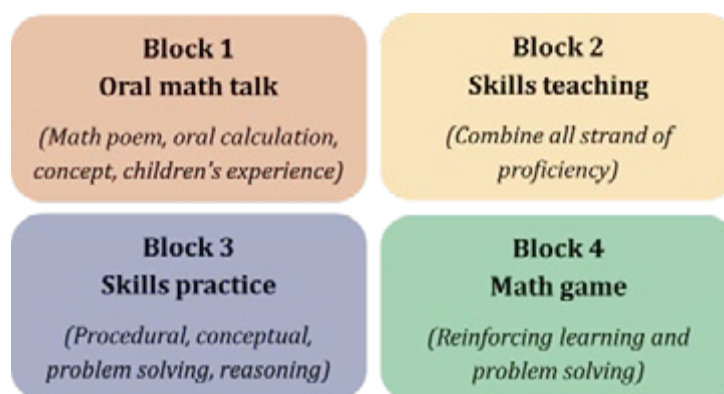 Block 1
Oral math talk
(Math poem, oral calculation,
concept, children's experience)
Block 2
Skills teaching
(Combine all strand of
proficiency)
Block 3
Skills practice
(Procedural, conceptual,
problem solving, reasoning)
Block 4
Math game
(Reinforcing learning and
problem solving)